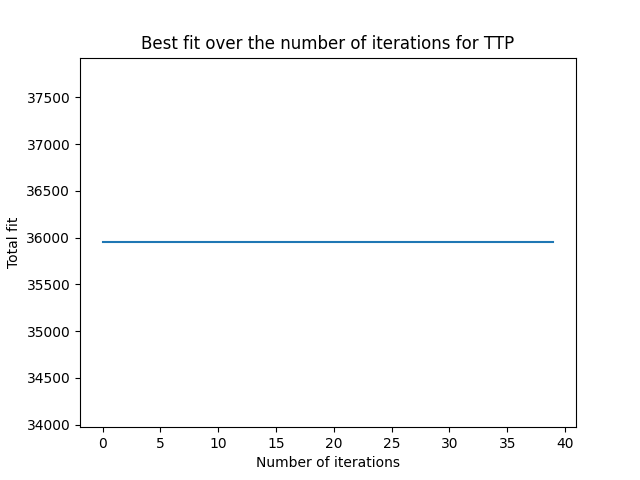 Best fit over the number of iterations for TTP
37500
37000
36500
36000
35500
35000
34500
34000
Total fit
0 5 10 15 20 25 30 35 40
Number of iterations